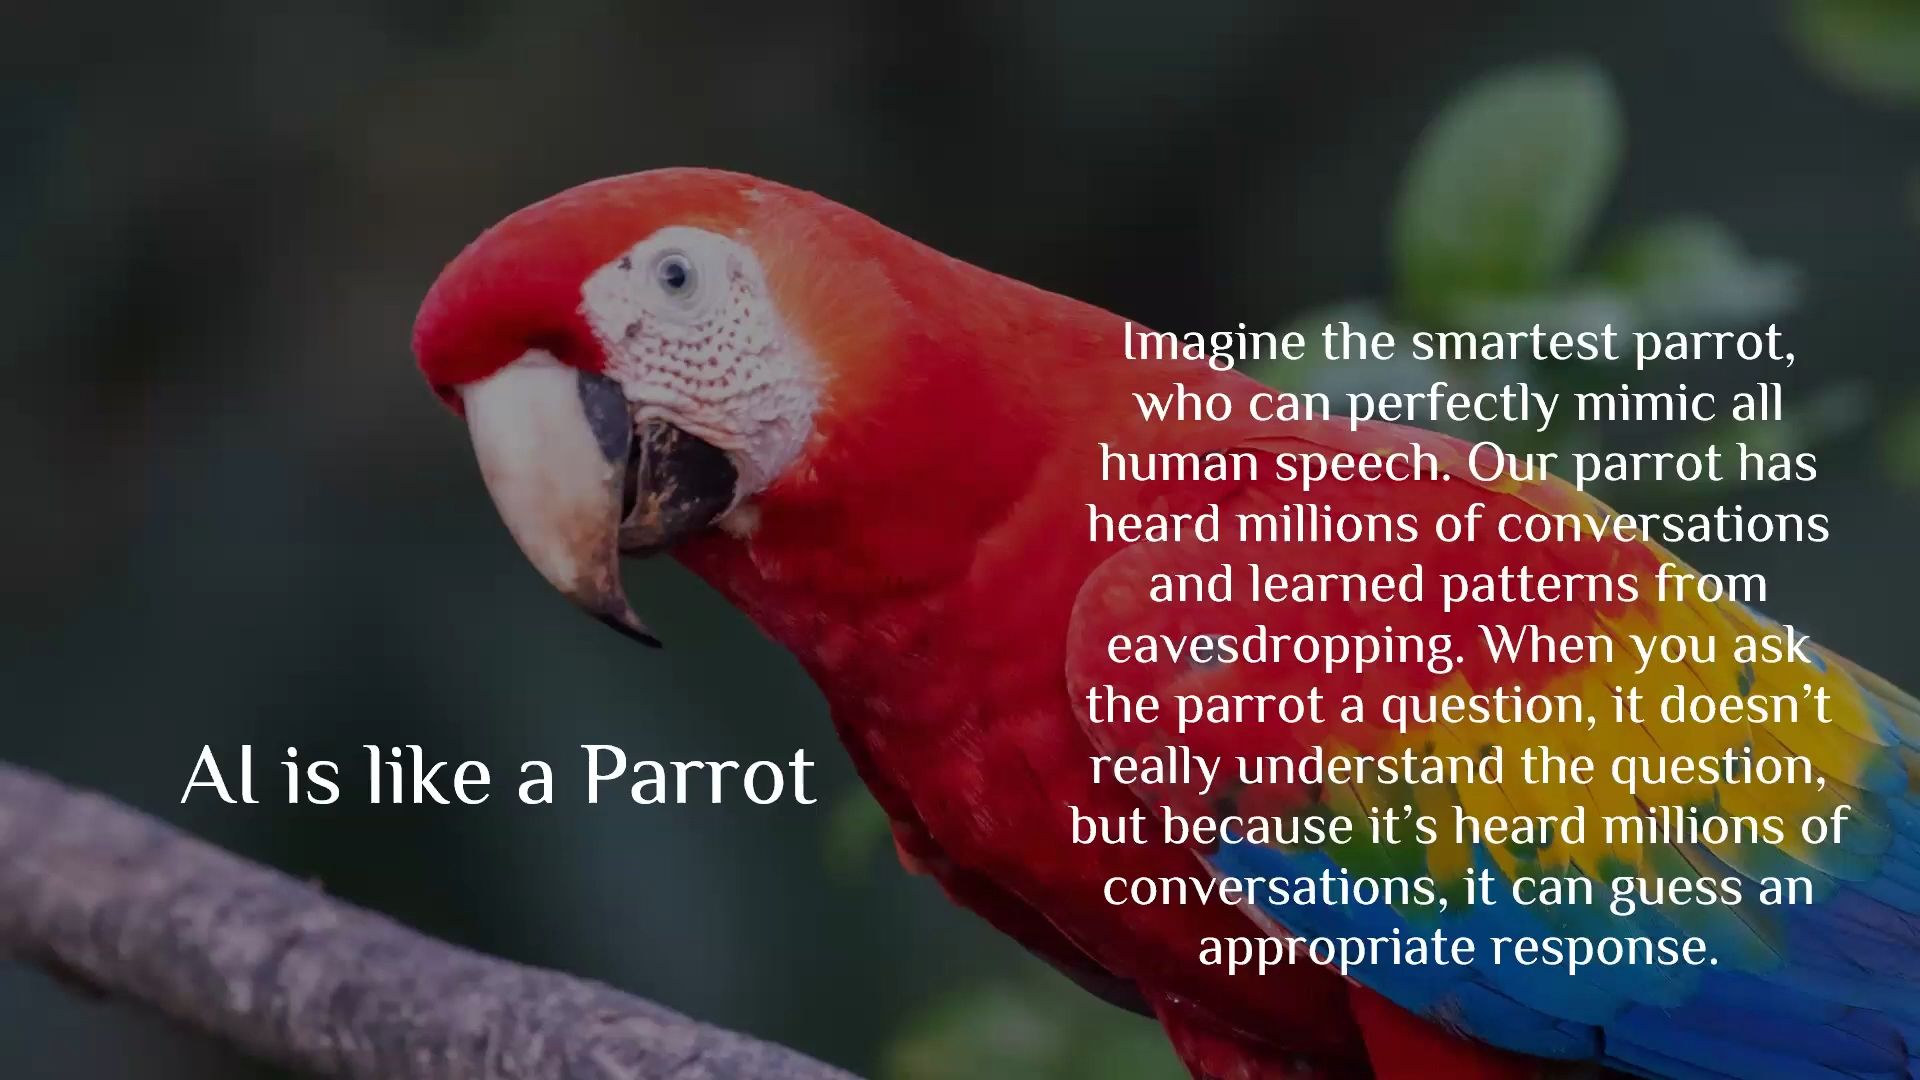 AI is like a Parrot
Imagine the smartest parrot,
who can perfectly mimic all
human speech. Our parrot has
heard millions of conversations
and learned patterns from
eavesdropping. When you ask
the parrot a question, it doesn’t
really understand the question,
but because it’s heard millions of
conversations, it can guess an
appropriate response.